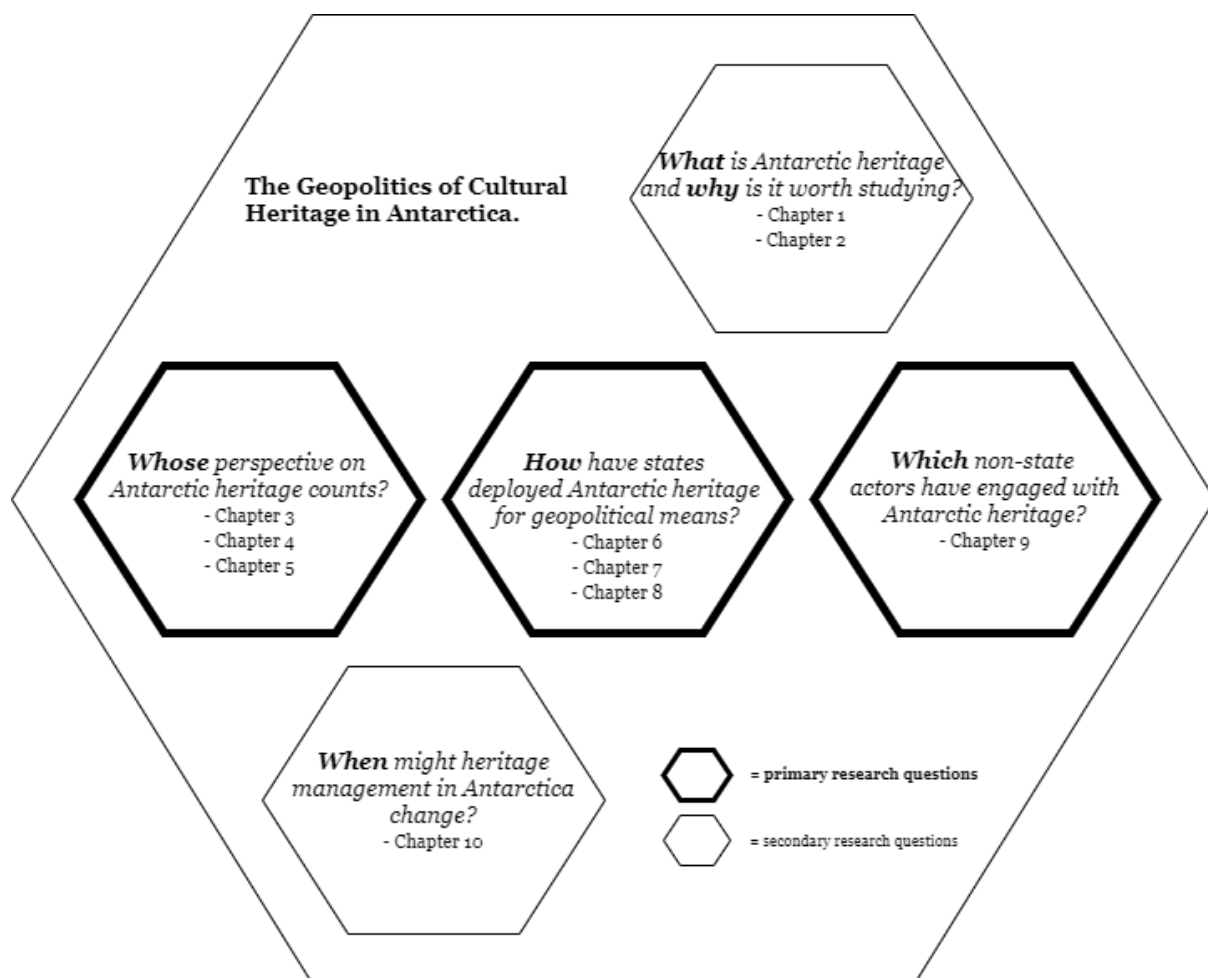 The Geopolitics of Cultural
Heritage in Antarctica.
What is Antarctic heritage
and why is it worth studying?
- Chapter 1
- Chapter 2
Whose perspective on
Antarctic heritage counts?
- Chapter 3
- Chapter 4
- Chapter 5
How have states
deployed Antarctic heritage
for geopolitical means?
- Chapter 6
- Chapter 7
- Chapter 8
Which non-state
actors have engaged with
Antarctic heritage?
- Chapter 9
When might heritage
management in Antarctica
change?
- Chapter 10
= primary research questions
= secondary research questions